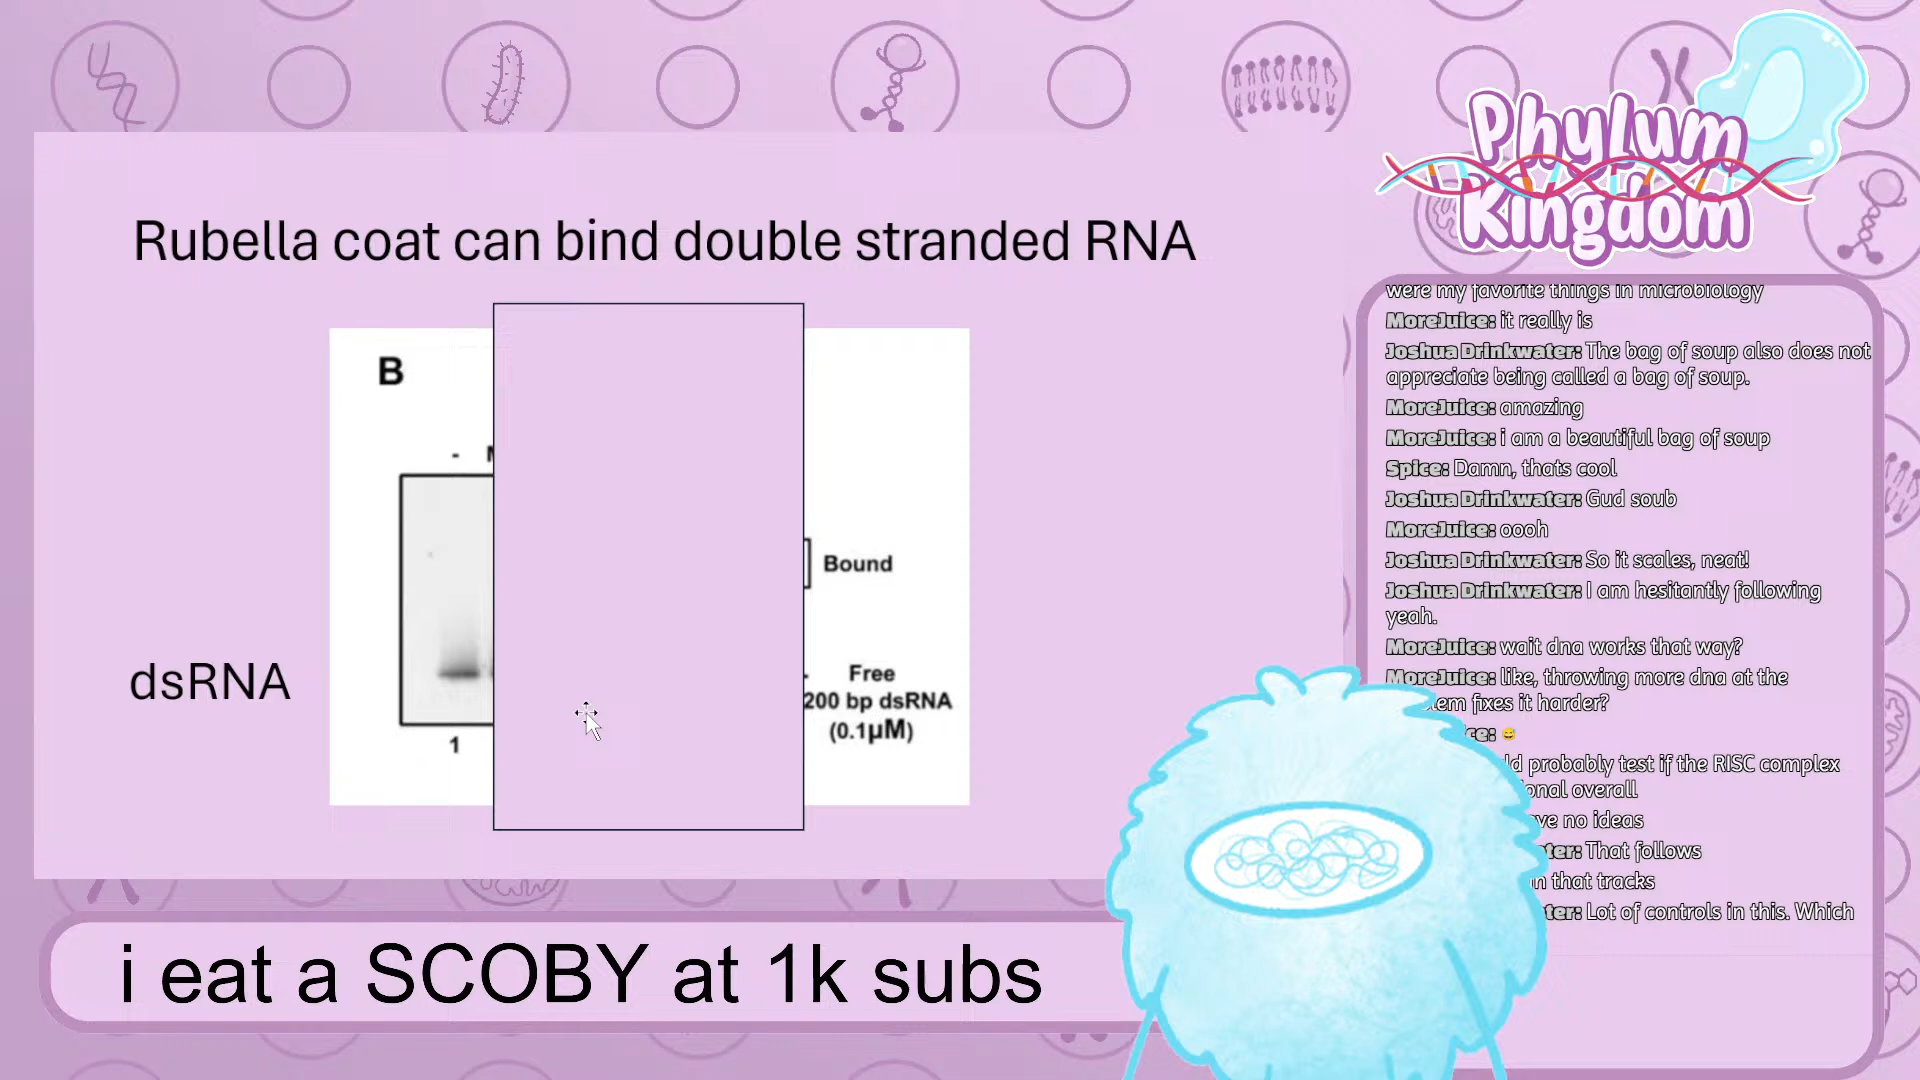 Phylum
Kingdom
Rubella coat can bind double stranded RNA
B
-
Bound
dsRNA
Free
200 bp dsRNA
(0.1µM)
1
were my favorite things in microbiology
MoreJuice: it really is
Joshua Drinkwater: The bag of soup also does not
appreciate being called a bag of soup.
MoreJuice: amazing
MoreJuice: i am a beautiful bag of soup
Spice: Damn, thats cool
Joshua Drinkwater: Gud soub
MoreJuice: oooh
Joshua Drinkwater: So it scales, neat!
Joshua Drinkwater: I am hesitantly following
yeah.
MoreJuice: wait dna works that way?
MoreJuice: like, throwing more dna at the
fixes it harder?
probably test if the RISC complex
overall
no ideas
That follows
that tracks
Lot of controls in this. Which
i eat a SCOBY at 1k subs